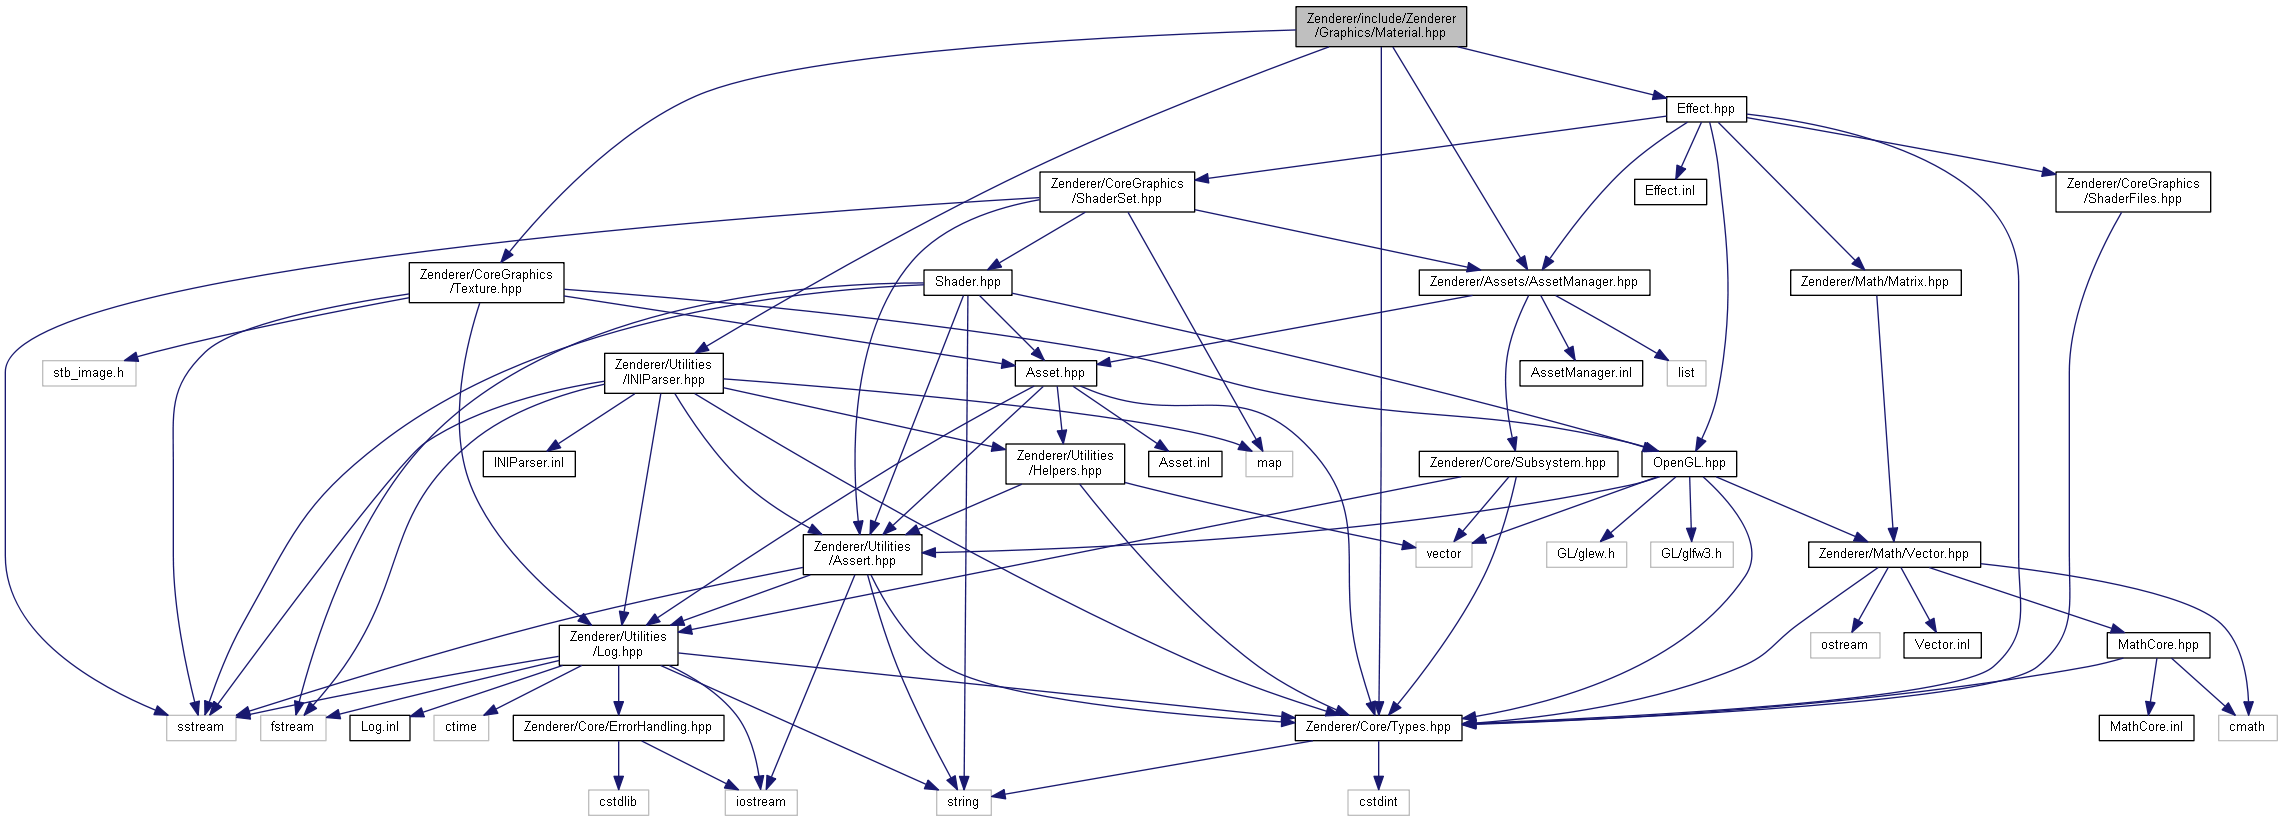 Zenderer/include/Zenderer
/Graphics/Material.hpp
Effect.hpp
Zenderer/CoreGraphics
/ShaderSet.hpp
Effect.inl
Zenderer/CoreGraphics
/ShaderFiles.hpp
Zenderer/CoreGraphics
/Texture.hpp
Shader.hpp
Zenderer/Assets/AssetManager.hpp
Zenderer/Math/Matrix.hpp
stb_image.h
Zenderer/Utilities
/INIParser.hpp
Asset.hpp
AssetManager.inl
list
INIParser.inl
Zenderer/Utilities
/Helpers.hpp
Asset.inl
map
Zenderer/Core/Subsystem.hpp
OpenGL.hpp
Zenderer/Utilities
/Assert.hpp
vector
GL/glew.h
GL/glfw3.h
Zenderer/Math/Vector.hpp
Zenderer/Utilities
/Log.hpp
ostream
Vector.inl
MathCore.hpp
sstream
fstream
Log.inl
ctime
Zenderer/Core/ErrorHandling.hpp
Zenderer/Core/Types.hpp
MathCore.inl
cmath
cstdlib
iostream
string
cstdint